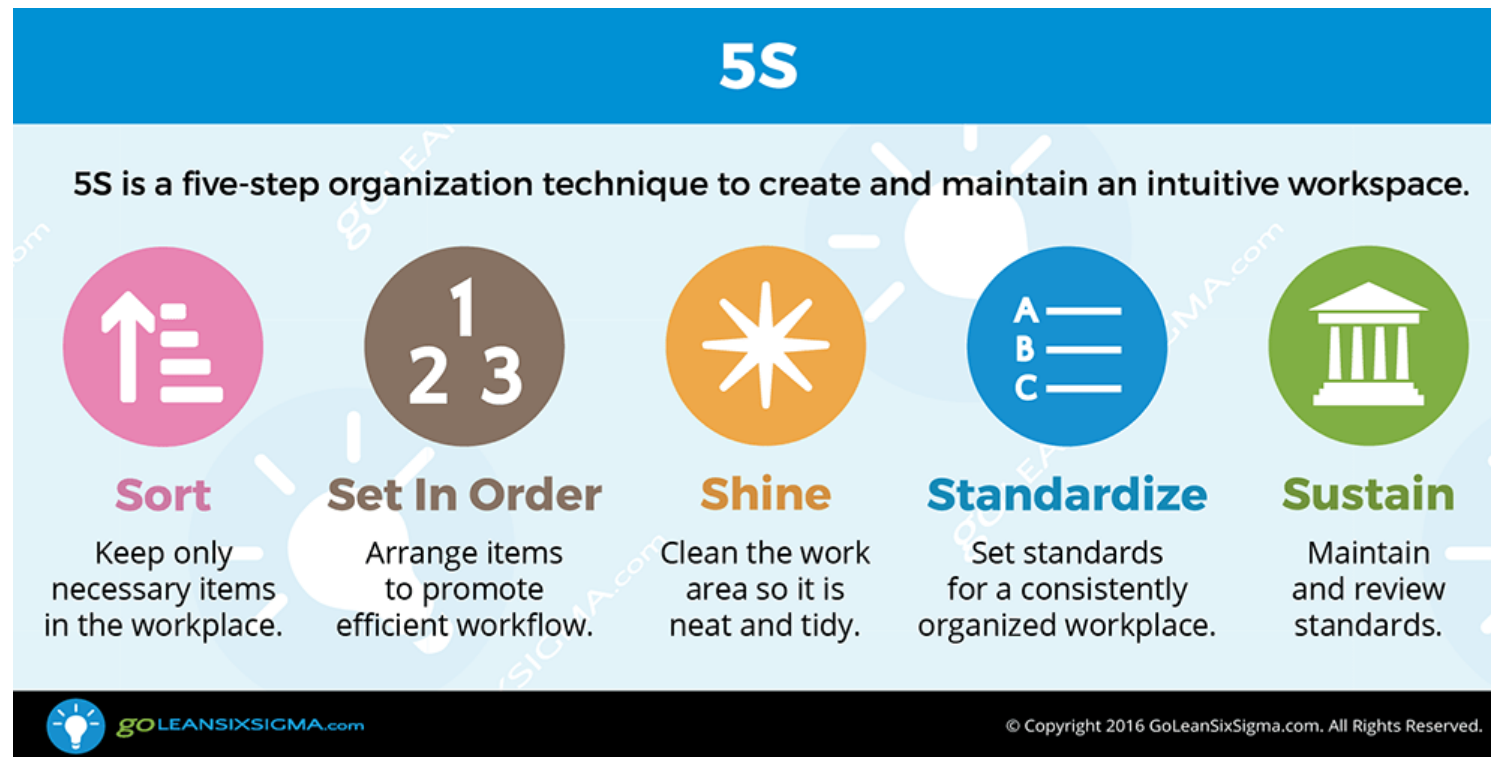 5S
5S is a five-step organization technique to create and maintain an intuitive workspace.
1
2 3
A
B
C
Sort
Keep only
necessary items
in the workplace.
Set In Order
Arrange items
to promote
efficient workflow.
Shine
Clean the work
area so it is
neat and tidy.
Standardize
Set standards
for a consistently
organized workplace.
Sustain
Maintain
and review
standards.
goLEANSIXSIGMA.com
© Copyright 2016 GoLeanSixSigma.com. All Rights Reserved.